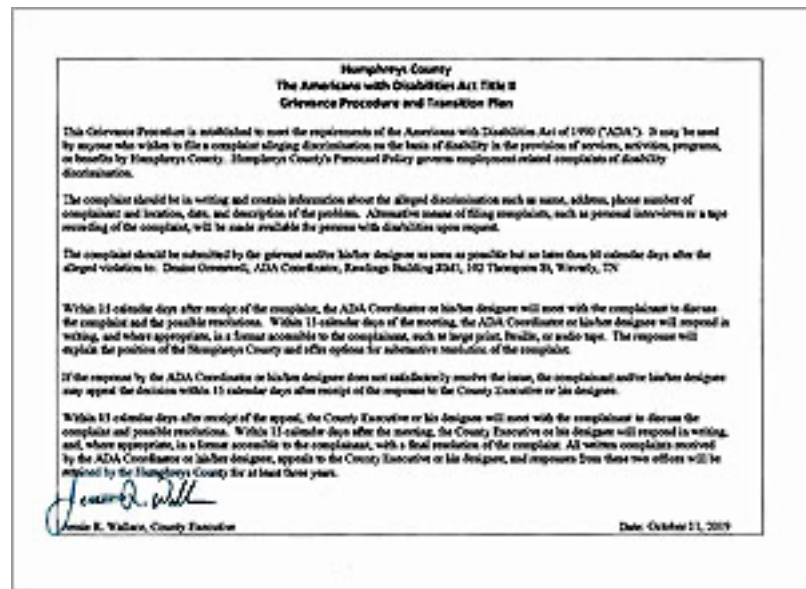 Humphreys County
The Americans with Disabilities Act Title II
Grievance Procedure and Transition Plan
This Grievance Procedure is established to meet the requirements of the Americans with Disabilities Act of 1990 ("ADA"). It may be used
by anyone who wishes to file a complaint alleging discrimination on the basis of disability in the provision of services, activities, programs,
or benefits by Humphreys County. Humphreys County's Personnel Policy governs employment related complaints of disability
discrimination.
The complaint should be in writing and contain information about the alleged discrimination such as name, address, phone number of
complainant and location, date, and description of the problem. Alternative means of filing complaints, such as personal interviews or a tape
recording of the complaint, will be made available for persons with disabilities upon request.
The complaint should be submitted by the grievant and/or his/her designee as soon as possible but no later than 60 calendar days after the
alleged violation to: Denise ADA Coordinator, Building 102 Thompson St, Waverly, TN
Within 15 calendar days after receipt of the complaint, the ADA Coordinator or his/her designee will meet with the complainant to discuss
the complaint and the possible resolutions. Within 15 calendar days of the meeting, the ADA Coordinator or his/her designee will respond in
writing, and where appropriate, in a format accessible to the complainant, such as large print, Braille, or audio tape. The response will
explain the position of the Humphreys County and offer options for substantive resolution of the complaint.
If the response by the ADA Coordinator or his/her designee does not satisfactorily resolve the issue, the complainant and/or his/her designee
may appeal the decision within 15 calendar days after receipt of the response to the County Executive or his designee.
Within 15 calendar days after receipt of the appeal, the County Executive or his designee will meet with the complainant to discuss the
complaint and possible resolutions. Within 15 calendar days after the meeting, the County Executive or his designee will respond in writing,
and, where appropriate, in a format accessible to the complainant, with a final resolution of the complaint. All written complaints received
by the ADA Coordinator or his/her designee, appeals to the County Executive or his designee, and responses from these two offices will be
retained by the Humphreys County for at least three years.
R. Wallace, County Executive
Date: October 21, 2019